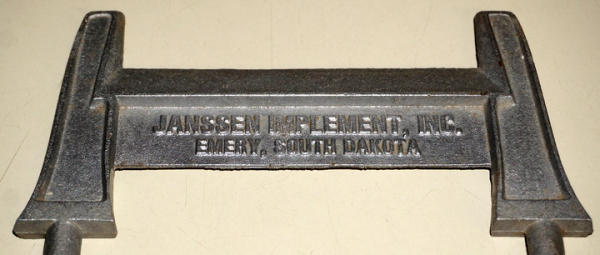 JANSSEN IMPLEMENT, INC.
EMERY, SOUTH DAKOTA